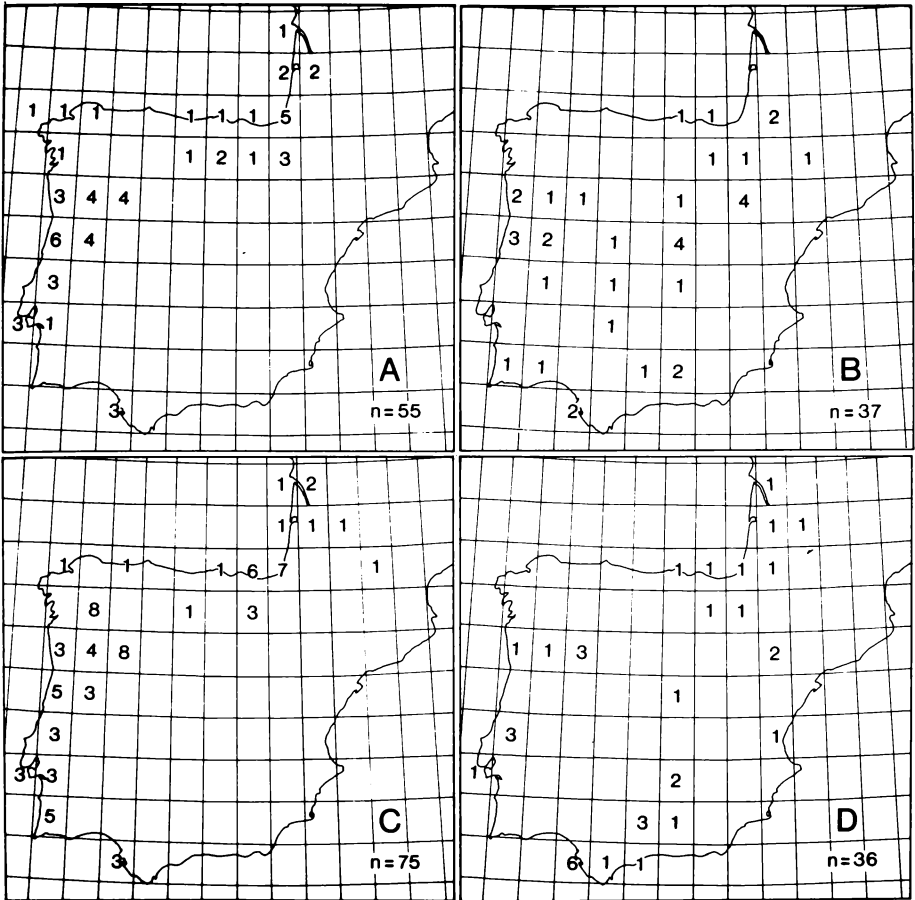 1
2 2
1 1 1 1 1 1 5
1 1 2 1 3
3 4 4
6 4
3
3 1
A
3 n=55
1 1 2
1 1 1
2 1 1 1 4
3 2 1 4
1 1 1
1
1 1 1 2
B
2 n=37
1 2
1 1 1
1 1 1 6 7 1
8 1 3
3 4 8
5 3
3
3 3
5
C
3 n=75
1
1 1
1 1 1 1
1 1
1 1 3 2
1
3 1
1 2
3 1
D
6 1 1 n=36